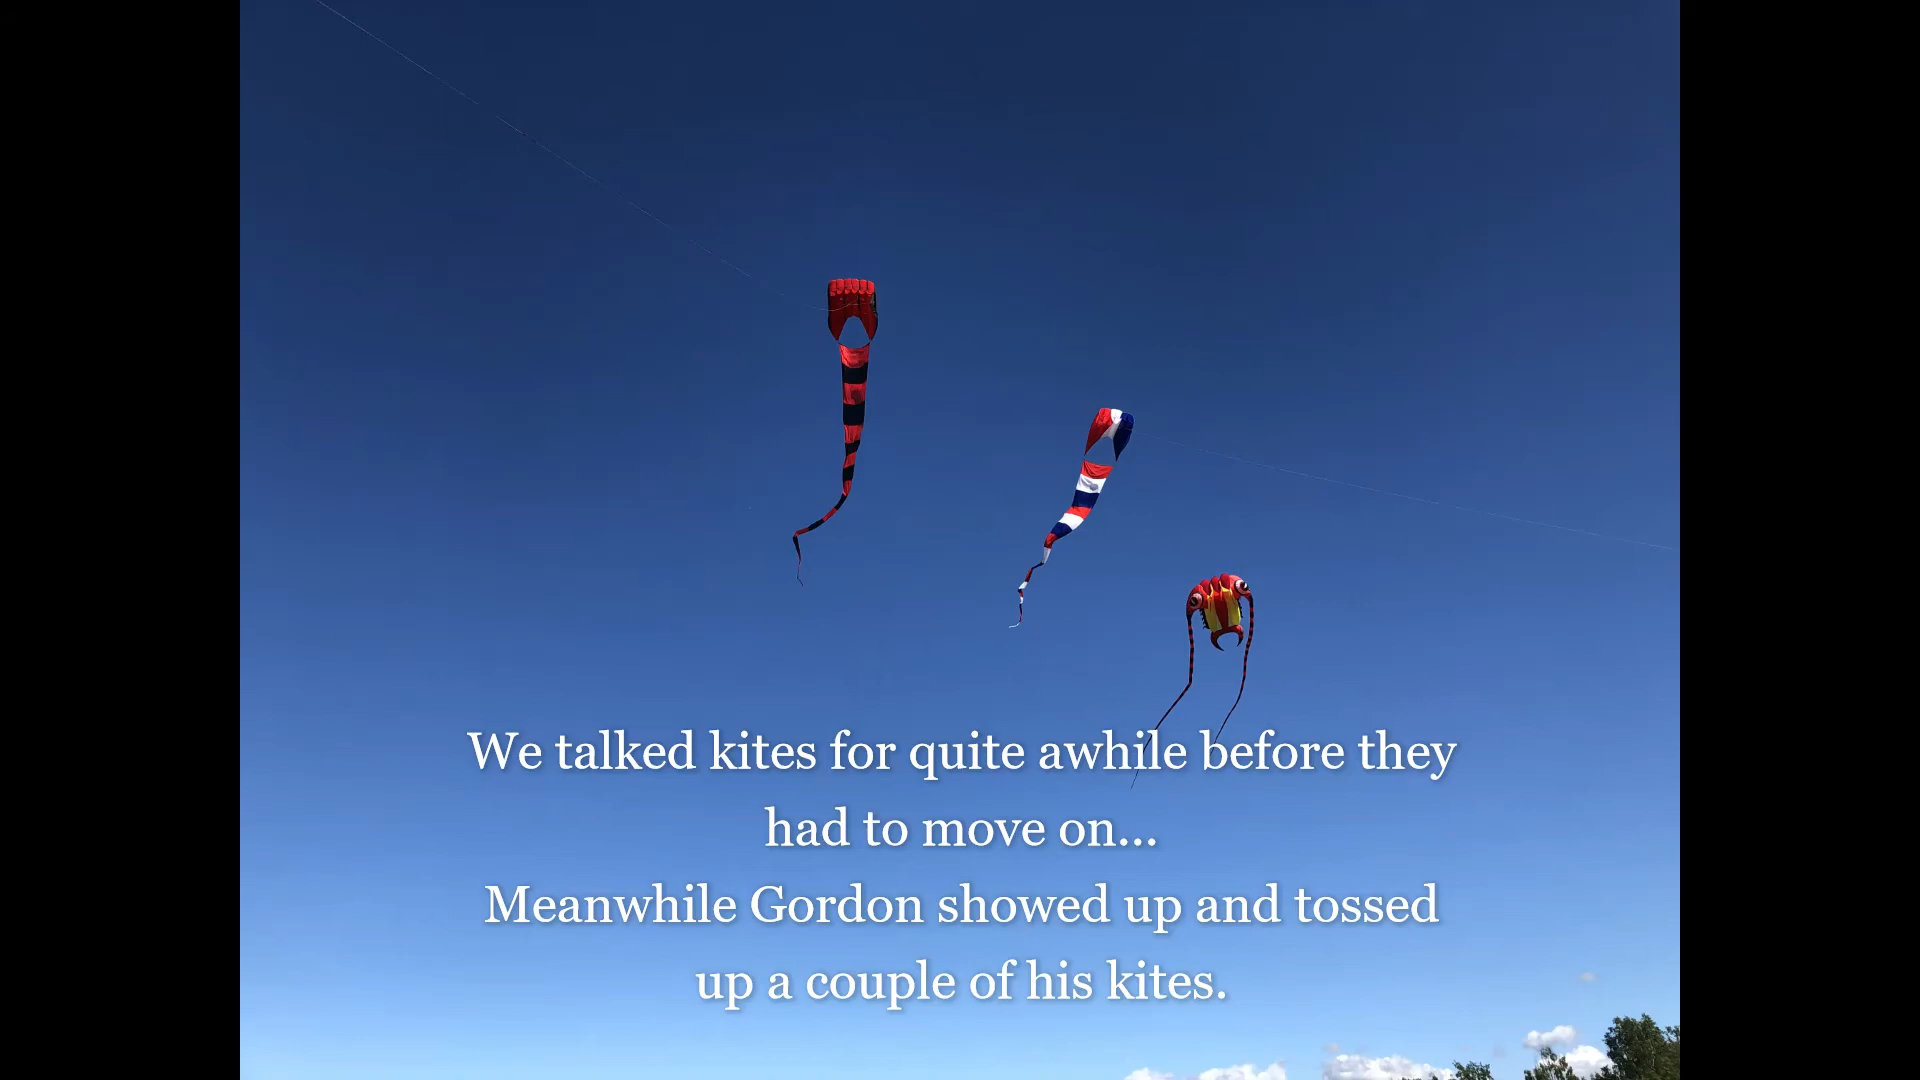 We talked kites for quite awhile before they
had to move on...
Meanwhile Gordon showed up and tossed
up a couple of his kites.